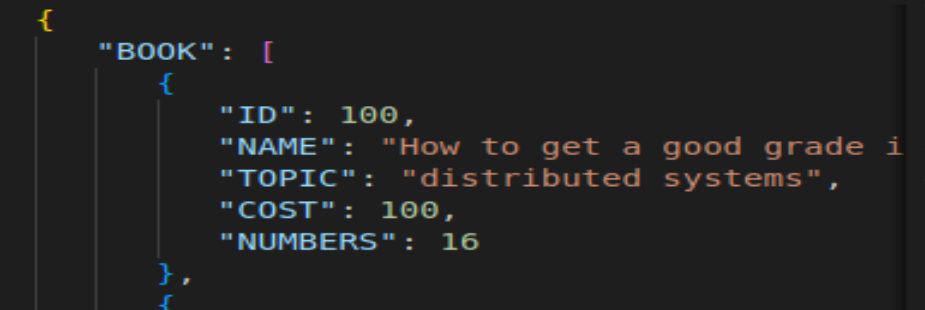 {
"BOOK": [
{
"ID": 100,
"NAME": "How to get a good grade i
"TOPIC": "distributed systems",
"COST": 100,
"NUMBERS": 16
},
{